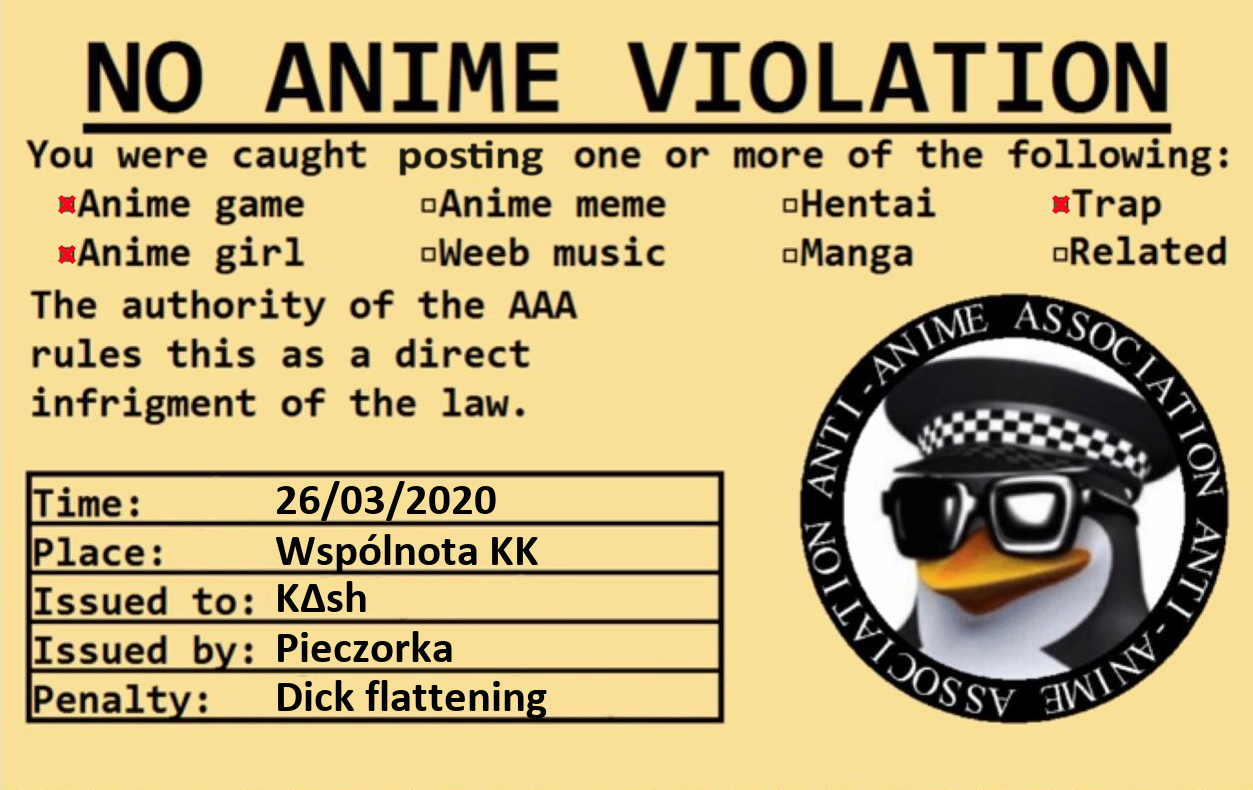 NO ANIME VIOLATION
You were caught posting one or more of the following:
Anime game Anime meme Hentai Trap
Anime girl Weeb music Manga Related
The authority of the AAA
rules this as a direct
infrigment of the law.
Time: 26/03/2020
Place: Wspólnota KK
Issued to: KΔsh
Issued by: Pieczorka
Penalty: Dick flattening
ANTI-ANIME ASSOCIATION ANTI-ANIME ASSOCIATION